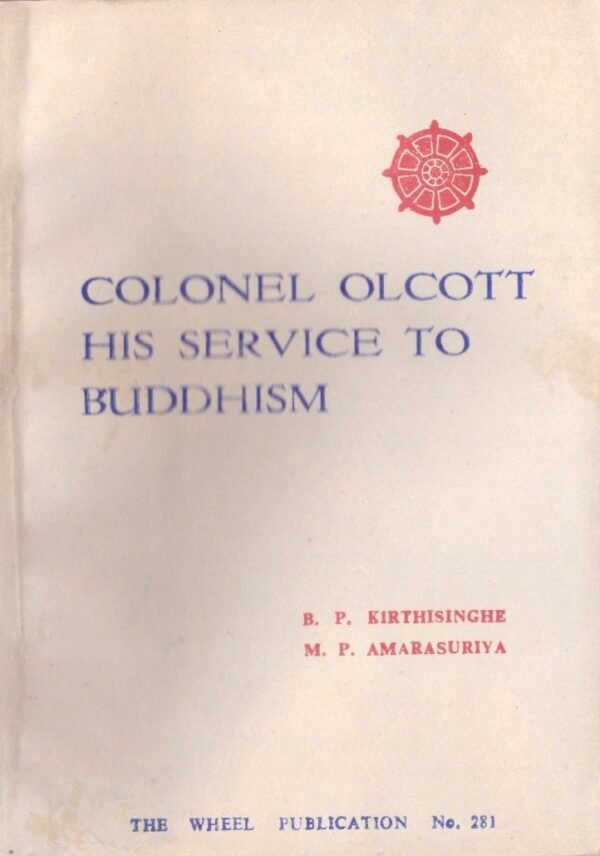 COLONEL OLCOTT
HIS SERVICE TO
BUDDHISM
B. P. KIRTHISINGHE
M. P. AMARASURIYA
THE WHEEL PUBLICATION No. 281